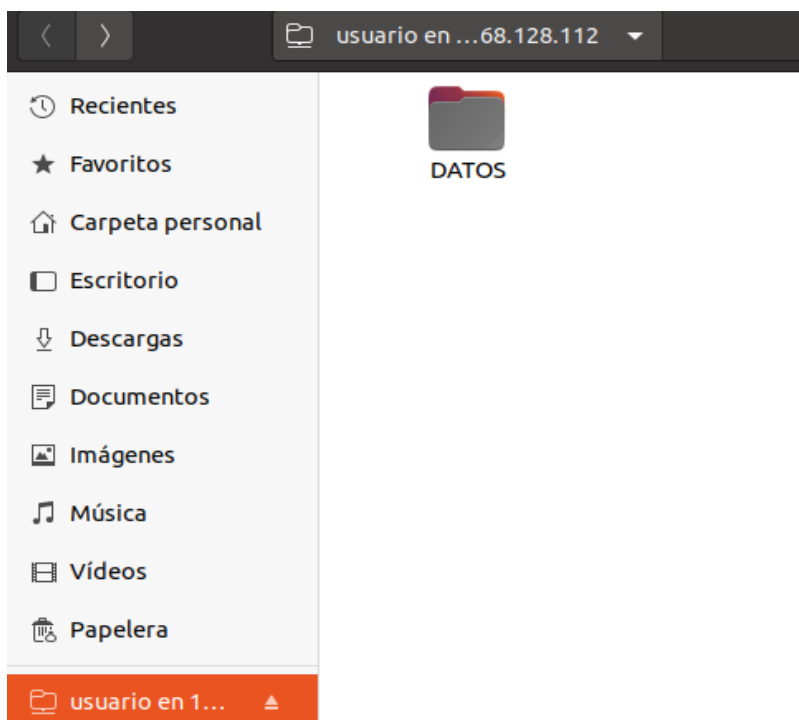 usuario en ...68.128.112
Recientes
Favoritos
Carpeta personal
Escritorio
Descargas
Documentos
Imágenes
Música
Vídeos
Papelera
usuario en 1...
DATOS